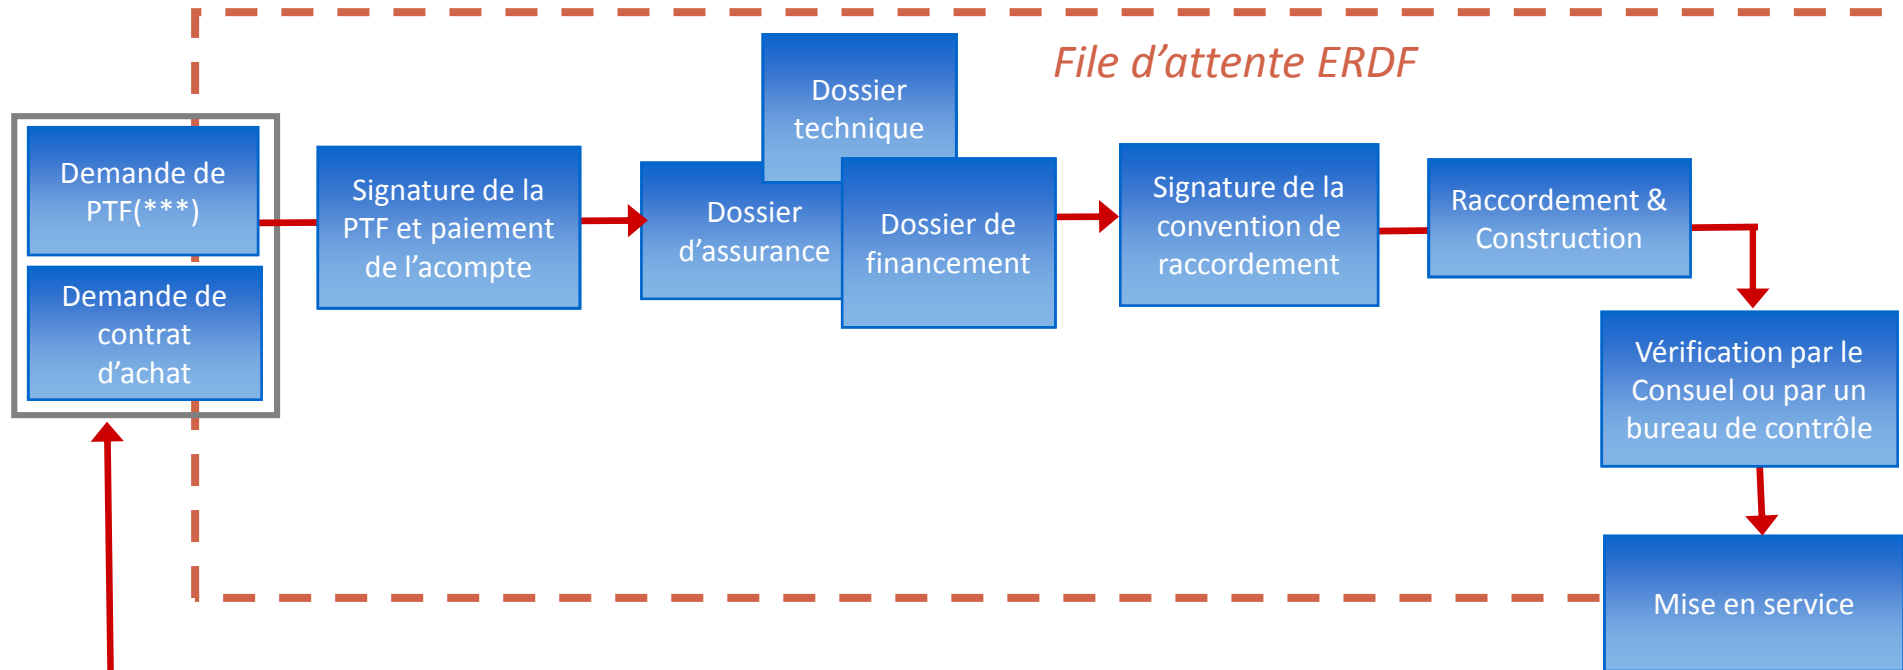 File d’attente ERDF
Demande de
PTF(***)
Demande de
contrat
d’achat
Signature de la
PTF et paiement
de l’acompte
Dossier
technique
Dossier
d’assurance
Dossier de
financement
Signature de la
convention de
raccordement
Raccordement &
Construction
Vérification par le
Consuel ou par un
bureau de contrôle
Mise en service